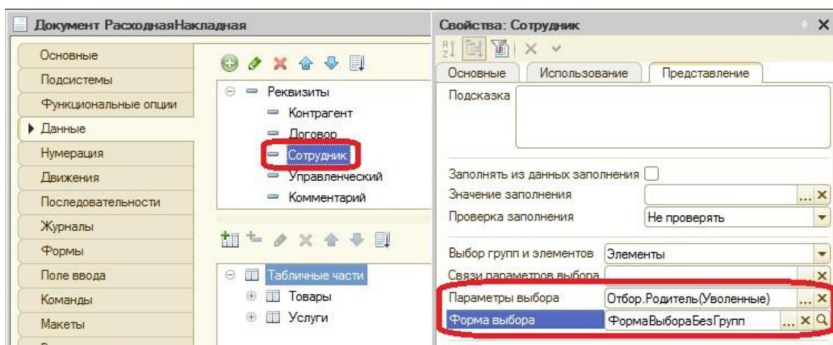 Документ РасходнаяНакладная
Основные
Подсистемы
Функциональные опции
Данные
Нумерация
Движения
Последовательности
Журналы
Формы
Поле ввода
Команды
Макеты
Реквизиты
Контрагент
Договор
Сотрудник
Управленческий
Комментарий
Табличные части
Товары
Услуги
Свойства: Сотрудник
Основные Использование Представление
Подсказка
Заполнять из данных заполнения
Значение заполнения
Проверка заполнения Не проверять
Выбор групп и элементов Элементы
Связи параметров выбора
Параметры выбора Отбор.Родитель(Уволенные)
Форма выбора ФормаВыбораБезГрупп